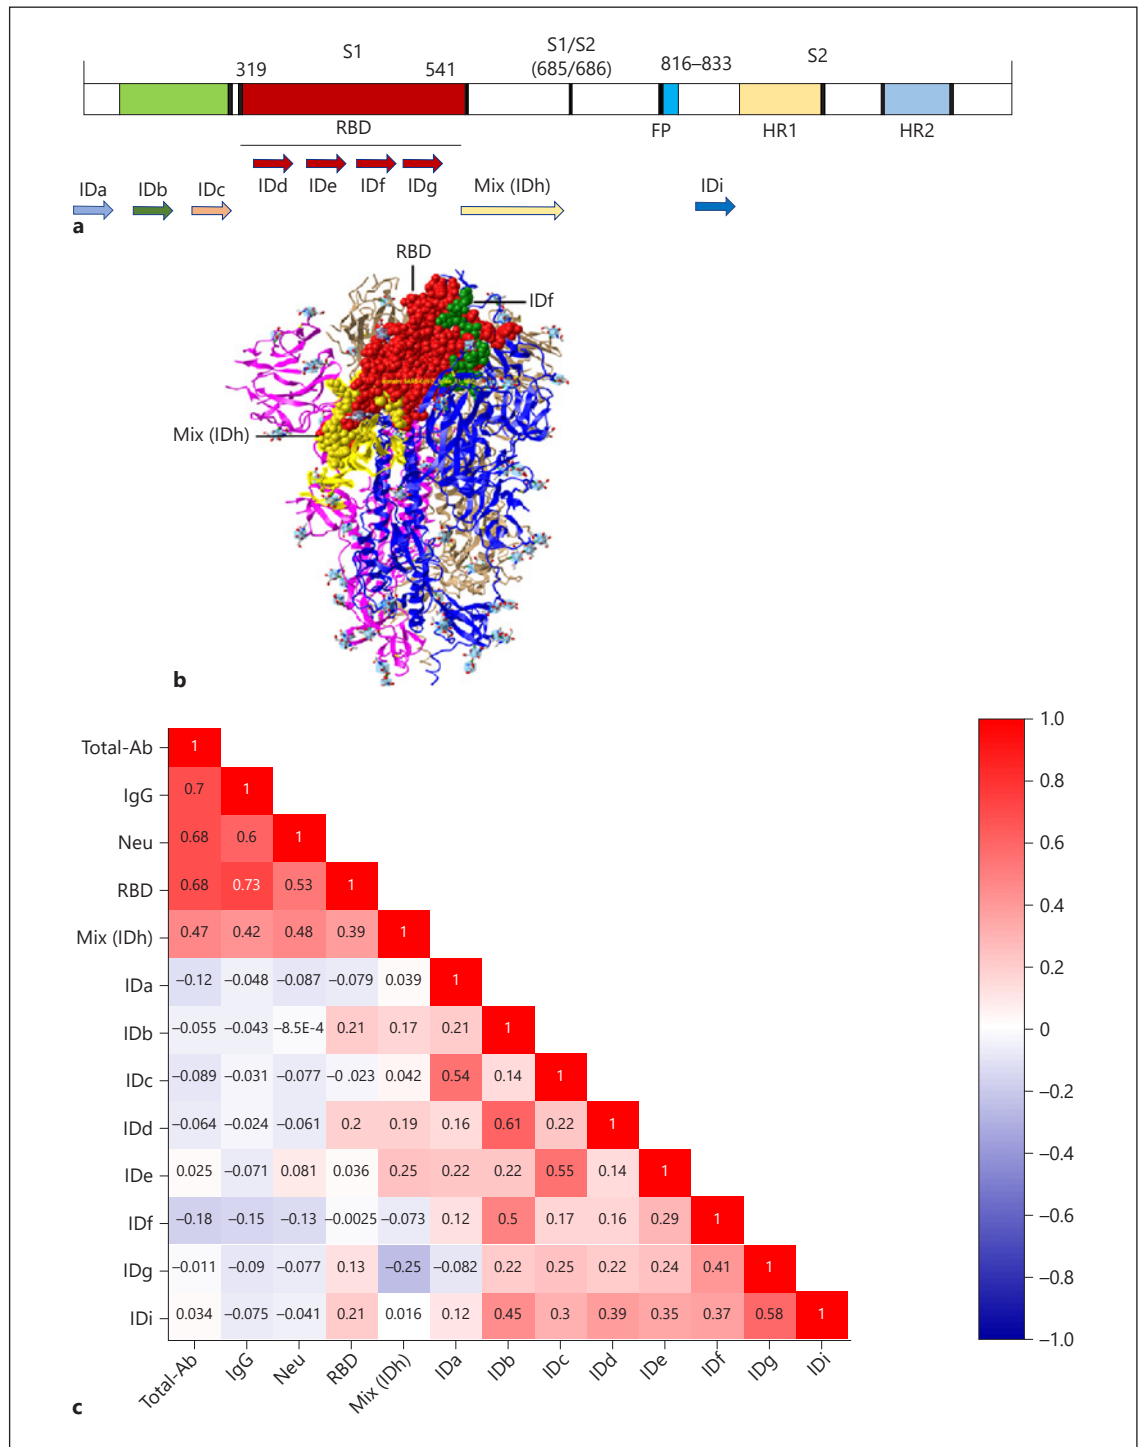 S1 S1/S2 S2
319 541 (685/686) 816–833
RBD FP HR1 HR2
IDd IDe IDf IDg
IDa IDb IDc Mix (IDh) IDi
a
RBD
IDf
Mix (IDh)
b
1.0
Total-Ab 1
0.8
IgG 0.7 1
Neu 0.68 0.6 1
0.6
RBD 0.68 0.73 0.53 1
0.4
Mix (IDh) 0.47 0.42 0.48 0.39 1
0.2
IDa –0.12 –0.048 –0.087 –0.079 0.039 1
IDb –0.055 –0.043 –8.5E-4 0.21 0.17 0.21 1
0
IDc –0.089 –0.031 –0.077 –0 .023 0.042 0.54 0.14 1
–0.2
IDd –0.064 –0.024 –0.061 0.2 0.19 0.16 0.61 0.22 1
–0.4
IDe 0.025 –0.071 0.081 0.036 0.25 0.22 0.22 0.55 0.14 1
IDf –0.18 –0.15 –0.13 –0.0025 –0.073 0.12 0.5 0.17 0.16 0.29 1
–0.6
IDg –0.011 –0.09 –0.077 0.13 –0.25 –0.082 0.22 0.25 0.22 0.24 0.41 1
–0.8
IDi 0.034 –0.075 –0.041 0.21 0.016 0.12 0.45 0.3 0.39 0.35 0.37 0.58 1
–1.0
Total-Ab IgG Neu RBD Mix (IDh) IDa IDb IDc IDd IDe IDf IDg IDi
c